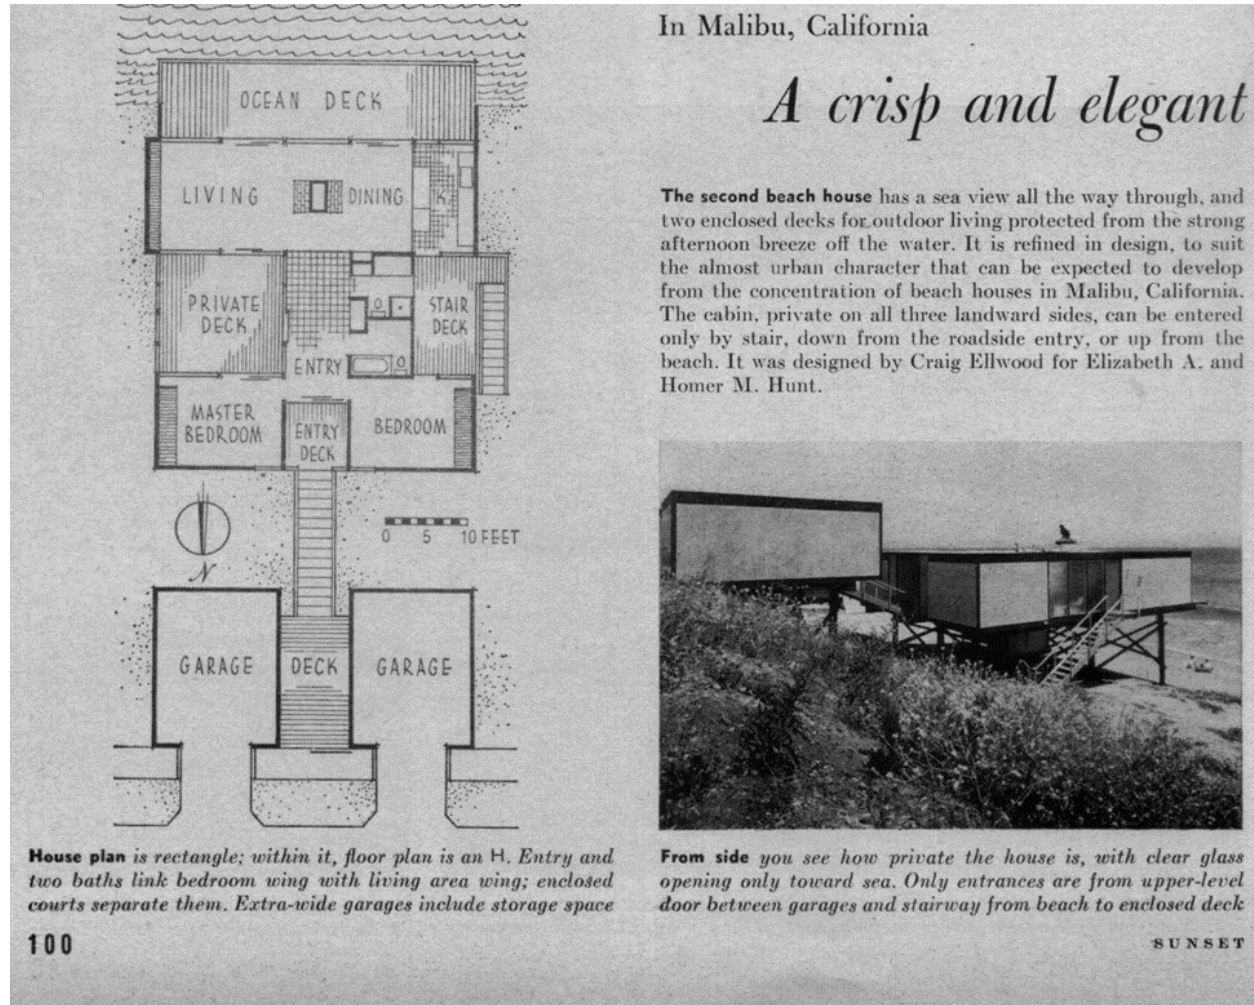 OCEAN DECK
LIVING
DINING
K.
PRIVATE
DECK
STAIR
DECK
ENTRY
MASTER
BEDROOM
ENTRY
DECK
BEDROOM
0 5 10 FEET
N
GARAGE
DECK
GARAGE
House plan is rectangle; within it, floor plan is an H. Entry and
two baths link bedroom wing with living area wing; enclosed
courts separate them. Extra-wide garages include storage space
100
In Malibu, California
A crisp and elegant
The second beach house has a sea view all the way through, and
two enclosed decks for outdoor living protected from the strong
afternoon breeze off the water. It is refined in design, to suit
the almost urban character that can be expected to develop
from the concentration of beach houses in Malibu, California.
The cabin, private on all three landward sides, can be entered
only by stair, down from the roadside entry, or up from the
beach. It was designed by Craig Ellwood for Elizabeth A. and
Homer M. Hunt.
From side you see how private the house is, with clear glass
opening only toward sea. Only entrances are from upper-level
door between garages and stairway from beach to enclosed deck
SUNSET